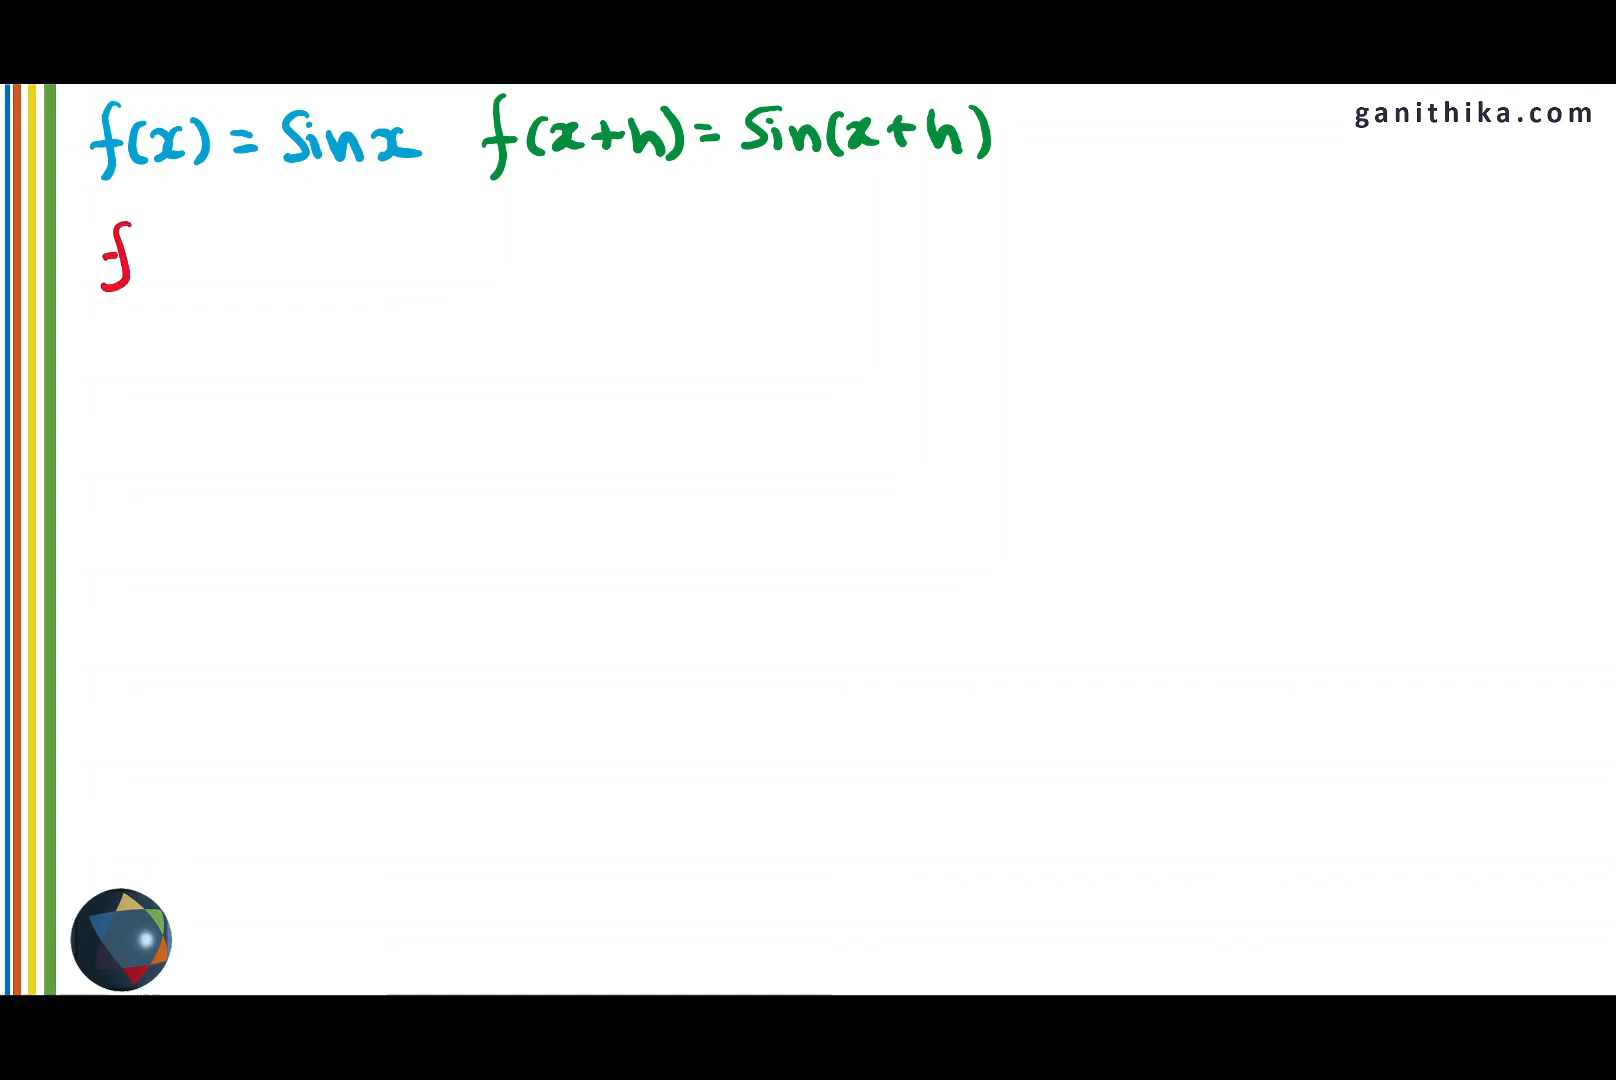 f(x) = Sin x f(x+h) = Sin(x+h)
ganithika.com
f